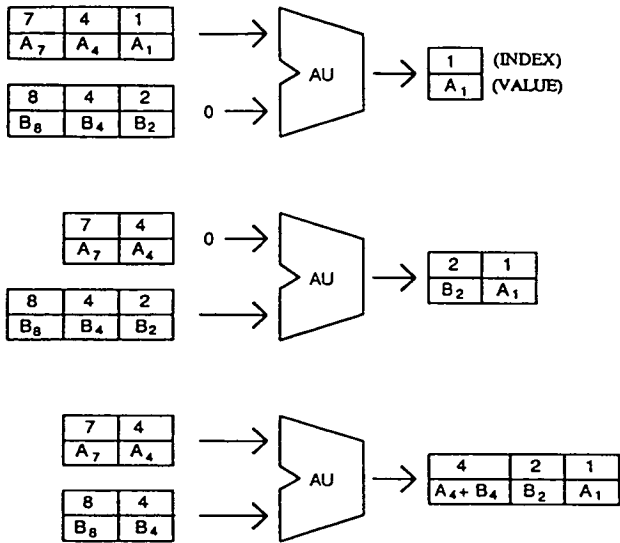 7 4 1
A₇ A₄ A₁
AU
1 (INDEX)
A₁ (VALUE)
8 4 2
B₈ B₄ B₂
0
7 4
A₇ A₄
0
AU
2 1
B₂ A₁
8 4 2
B₈ B₄ B₂
7 4
A₇ A₄
AU
4 2 1
A₄ + B₄ B₂ A₁
8 4
B₈ B₄